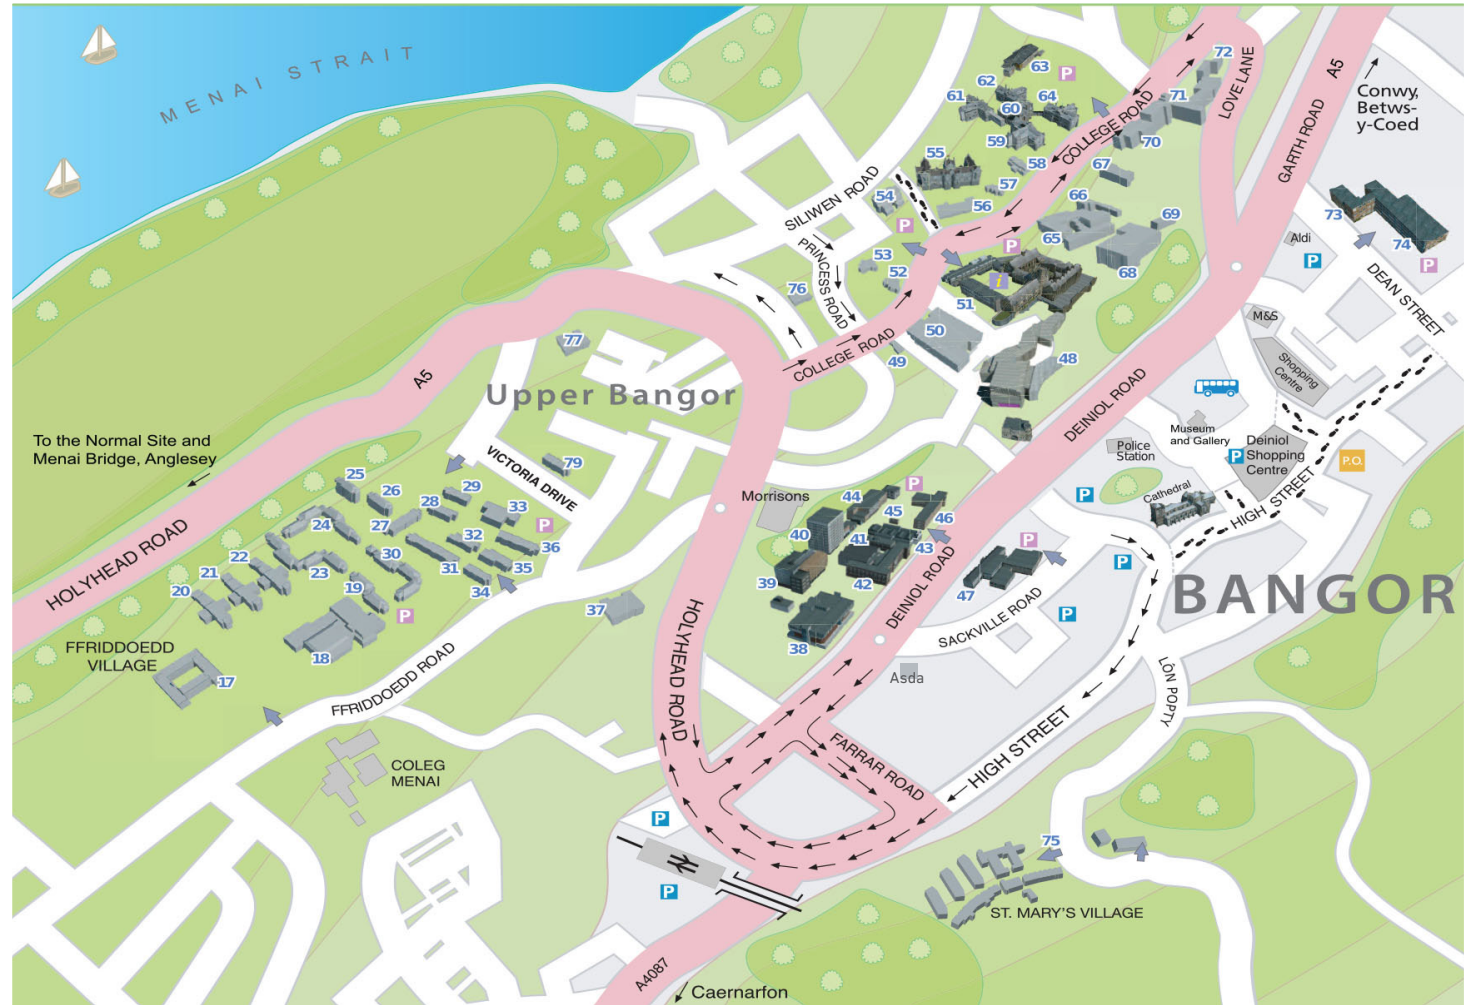 MENAI STRAIT
Conwy,
Betws-
y-Coed
A5
GARTH ROAD
LOVE LANE
COLLEGE ROAD
72
71
70
63
P
62
61
60
64
59
58
57
67
55
54
56
66
65
69
68
SILIWEN ROAD
PRINCESS ROAD
P
P
53
52
51
i
50
49
48
76
COLLEGE ROAD
73
74
P
Aldi
P
DEAN STREET
M&S
Shopping
Centre
Museum
and Gallery
Deiniol
Shopping
Centre
P
P.O.
Police
Station
P
Cathedral
HIGH STREET
DEINIOL ROAD
77
A5
Upper Bangor
To the Normal Site and
Menai Bridge, Anglesey
HOLYHEAD ROAD
VICTORIA DRIVE
79
25
26
28
29
33
P
24
27
32
36
22
30
31
35
34
21
23
19
20
P
18
17
FFRIDDOEDD
VILLAGE
FFRIDDOEDD ROAD
37
COLEG
MENAI
Morrisons
44
P
45
46
40
41
43
39
42
38
DEINIOL ROAD
HOLYHEAD ROAD
47
P
P
P
SACKVILLE ROAD
Asda
BANGOR
LÒN POPTY
HIGH STREET
FARRAR ROAD
P
P
75
ST. MARY'S VILLAGE
A4087
Caernarfon